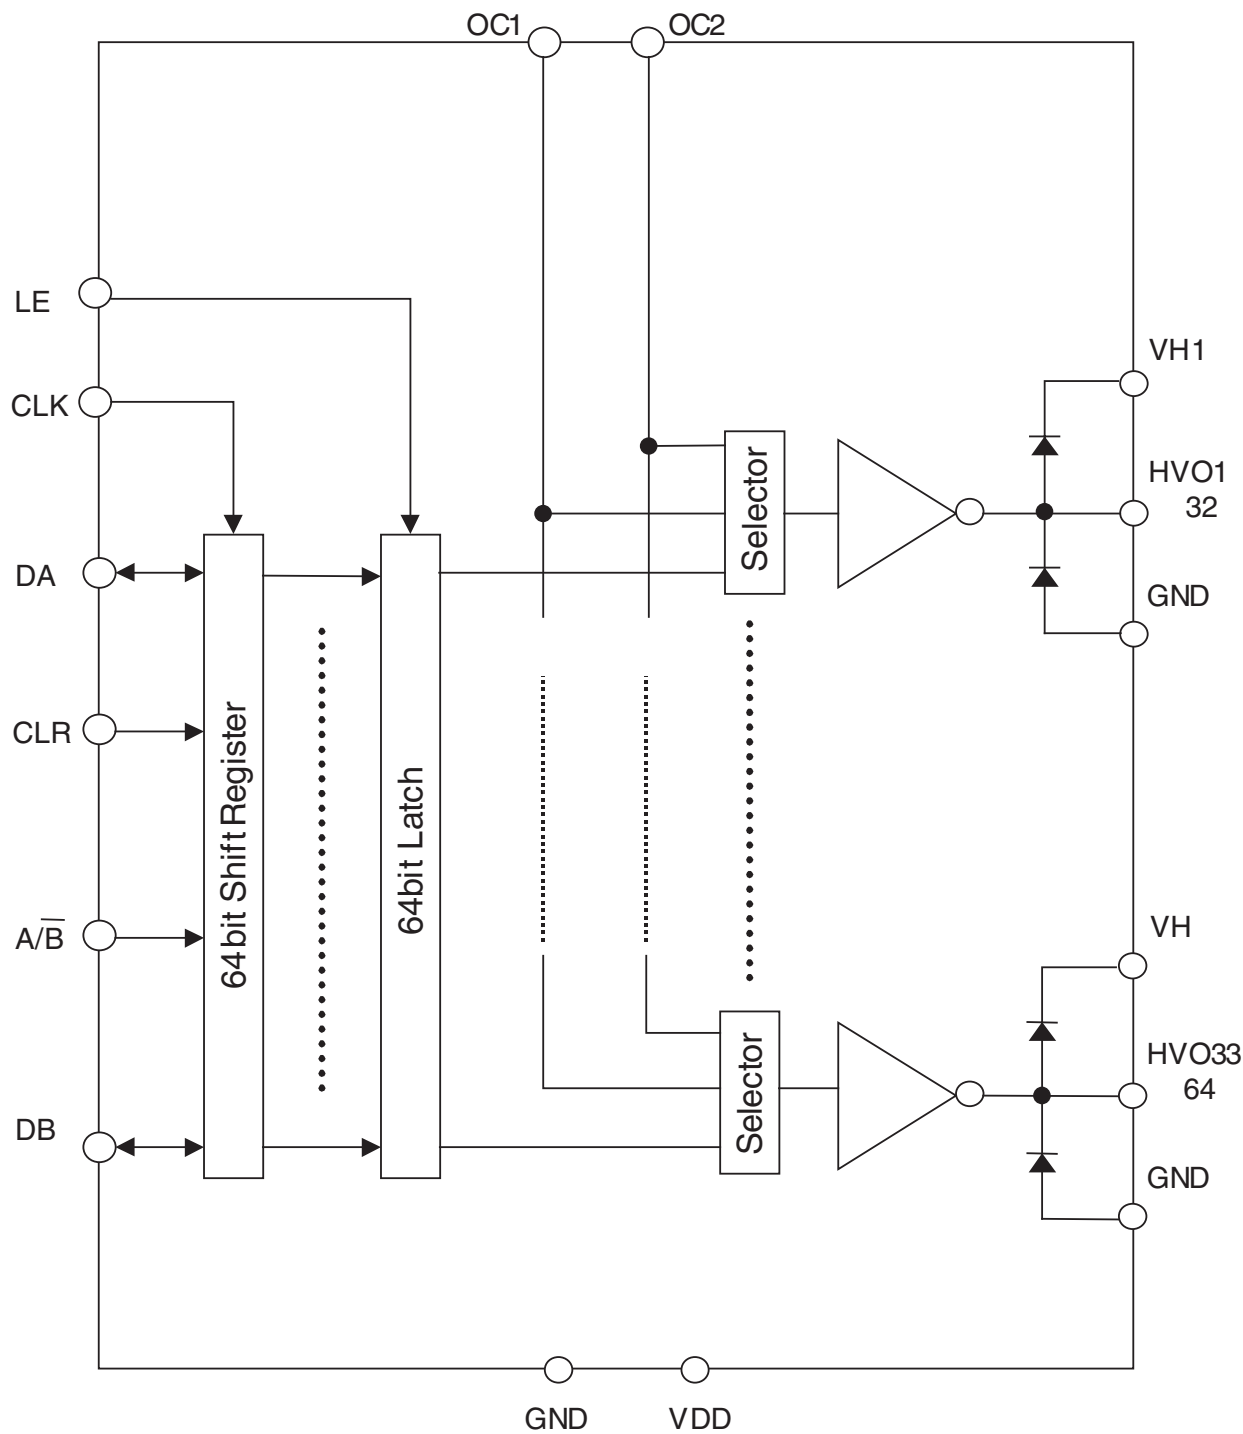 OC1
OC2
LE
CLK
DA
CLR
A/B̅
DB
64bit Shift Register
64bit Latch
Selector
Selector
VH1
HVO1
32
GND
VH
HVO33
64
GND
GND
VDD